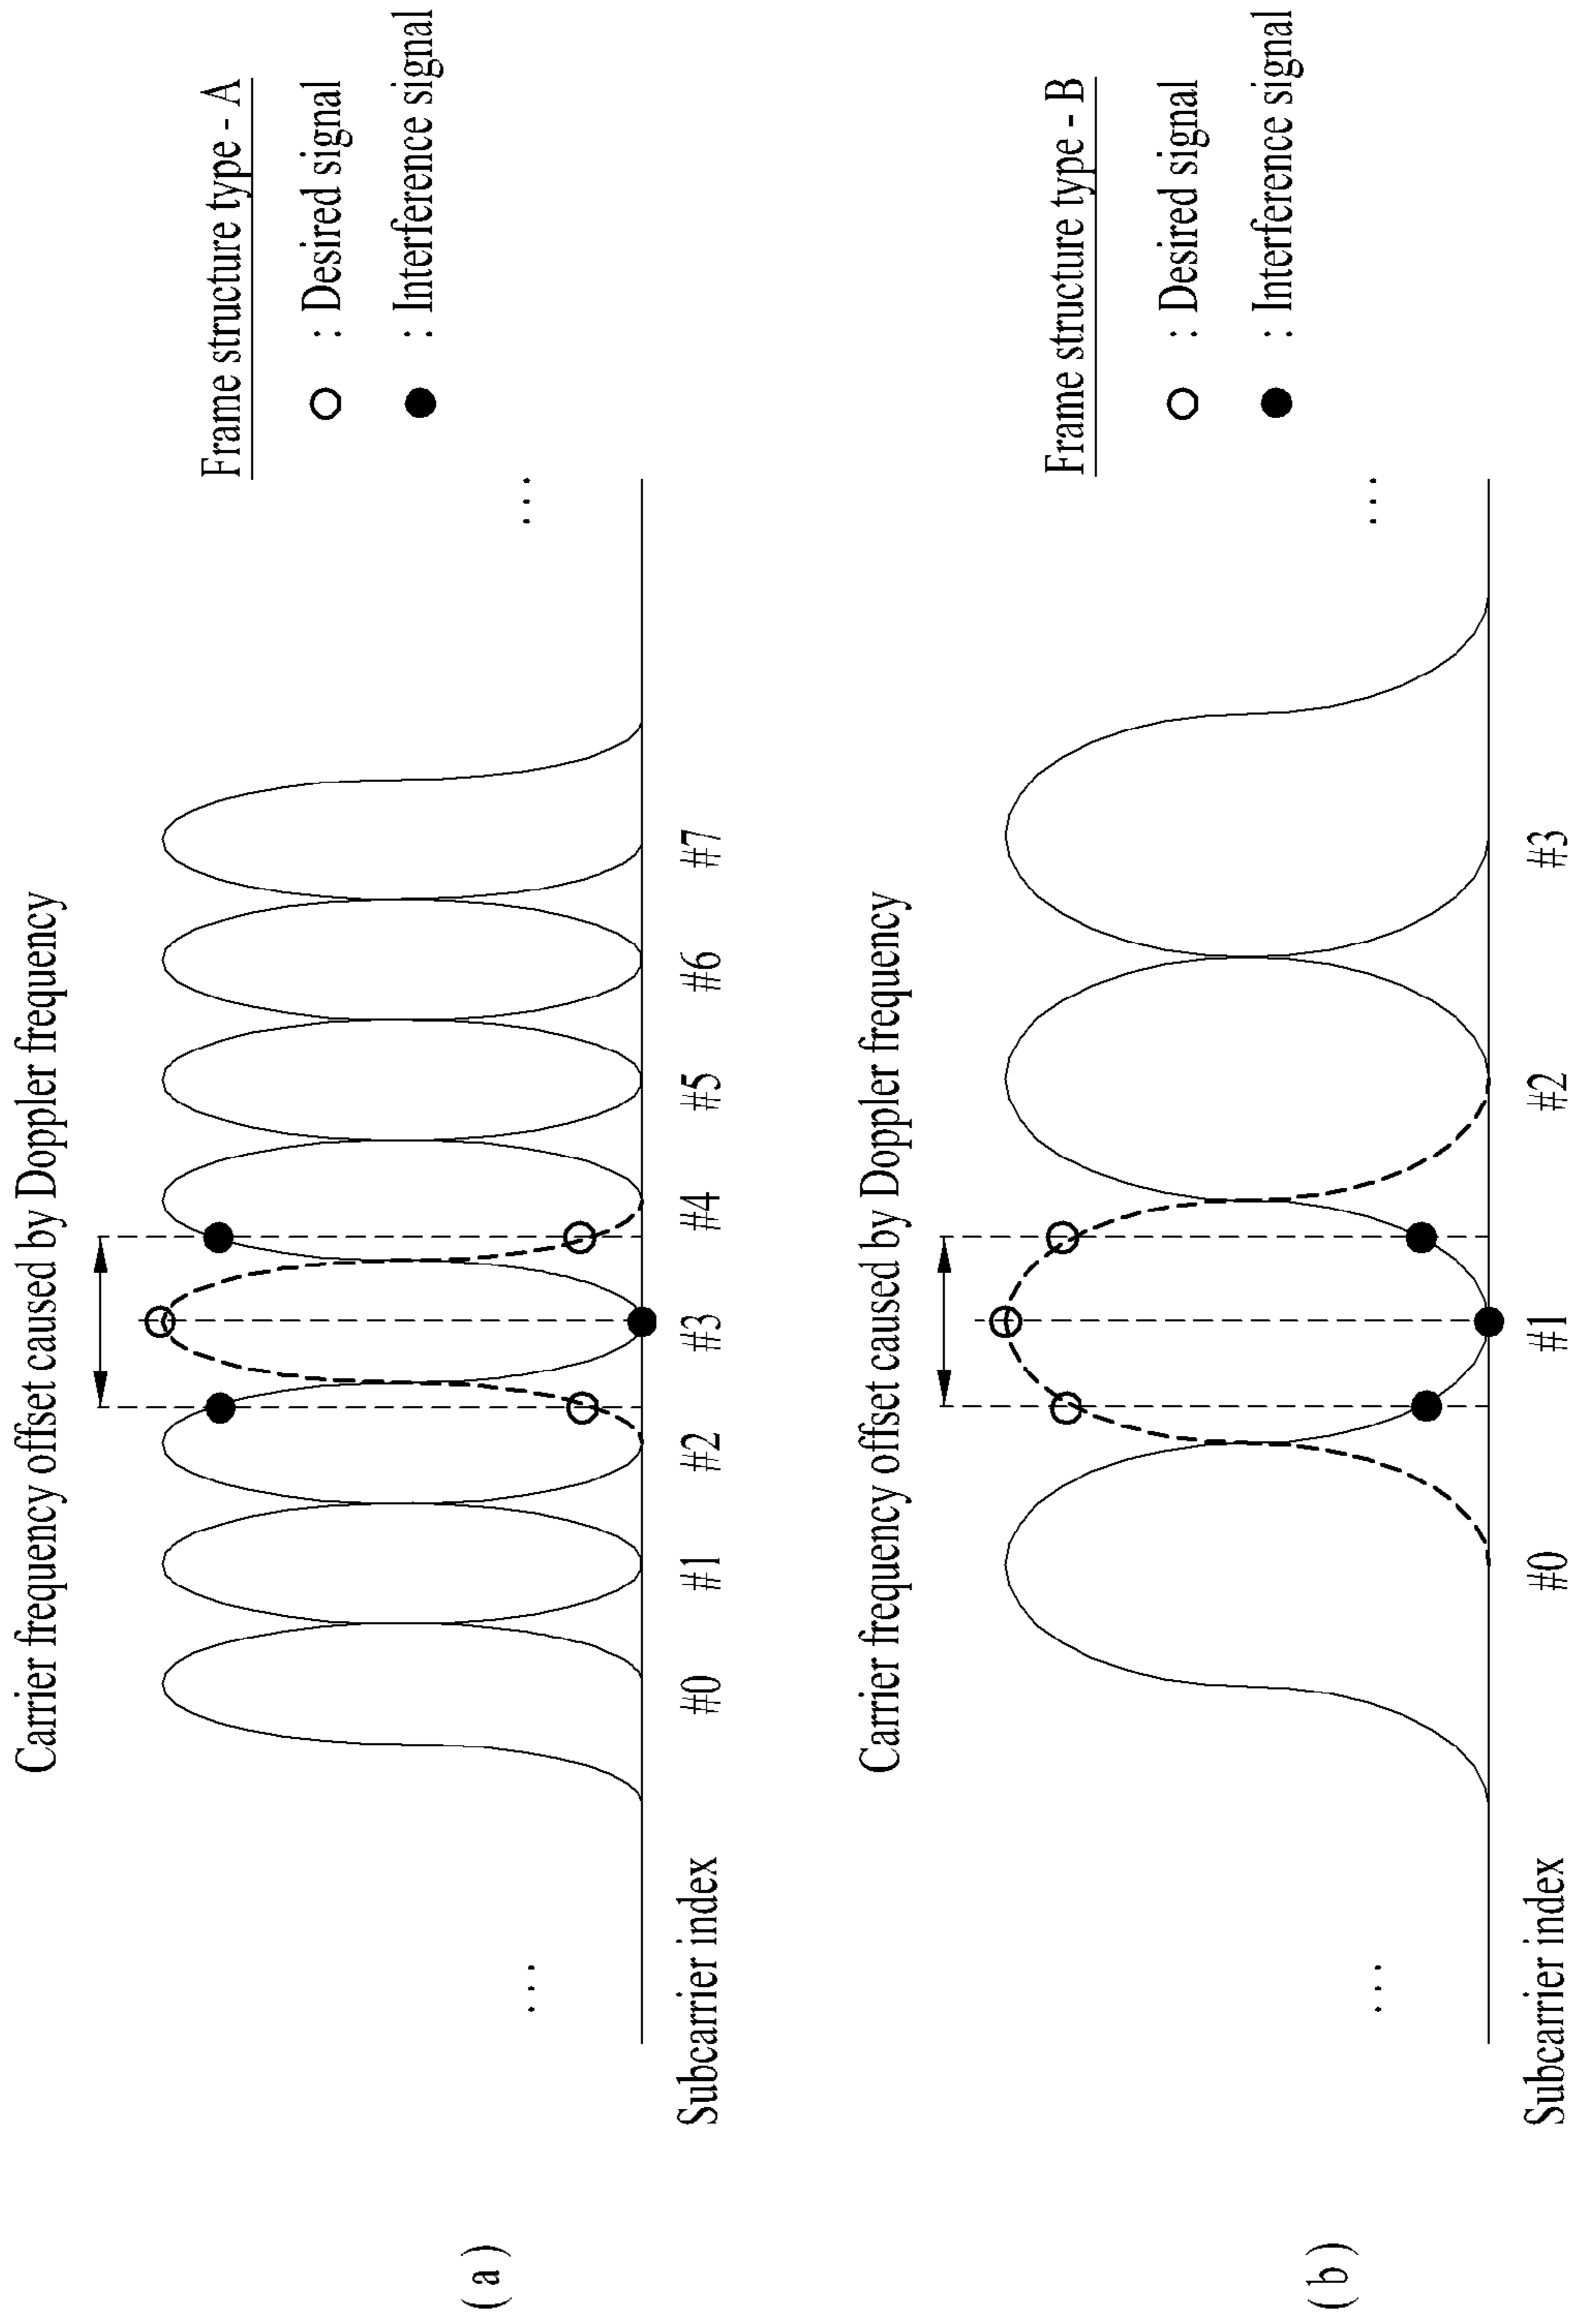 Carrier frequency offset caused by Doppler frequency
Frame structure type - A
: Desired signal
: Interference signal
...
...
Subcarrier index #0 #1 #2 #3 #4 #5 #6 #7
( a )
Carrier frequency offset caused by Doppler frequency
Frame structure type - B
: Desired signal
: Interference signal
...
...
Subcarrier index #0 #1 #2 #3
( b )